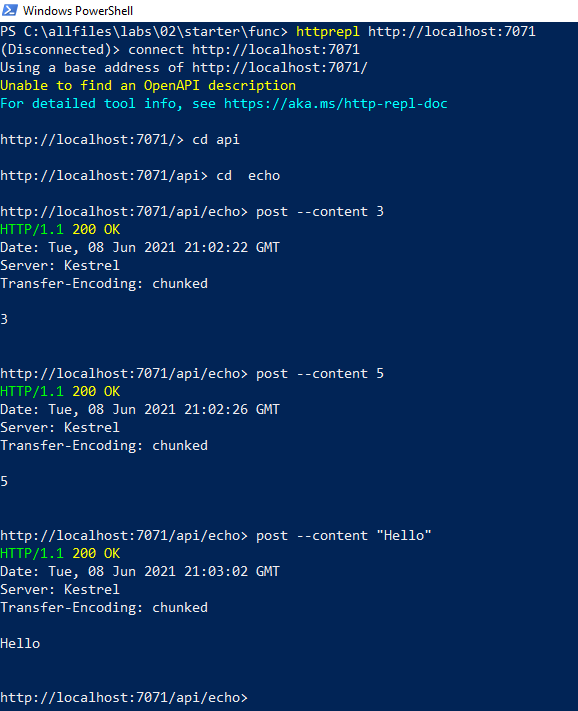 Windows PowerShell
PS C:\allfiles\labs\02\starter\func> httprepl http://localhost:7071
(Disconnected)> connect http://localhost:7071
Using a base address of http://localhost:7071/
Unable to find an OpenAPI description
For detailed tool info, see https://aka.ms/http-repl-doc
http://localhost:7071/> cd api
http://localhost:7071/api> cd  echo
http://localhost:7071/api/echo> post --content 3
HTTP/1.1 200 OK
Date: Tue, 08 Jun 2021 21:02:22 GMT
Server: Kestrel
Transfer-Encoding: chunked
3
http://localhost:7071/api/echo> post --content 5
HTTP/1.1 200 OK
Date: Tue, 08 Jun 2021 21:02:26 GMT
Server: Kestrel
Transfer-Encoding: chunked
5
http://localhost:7071/api/echo> post --content "Hello"
HTTP/1.1 200 OK
Date: Tue, 08 Jun 2021 21:03:02 GMT
Server: Kestrel
Transfer-Encoding: chunked
Hello
http://localhost:7071/api/echo>